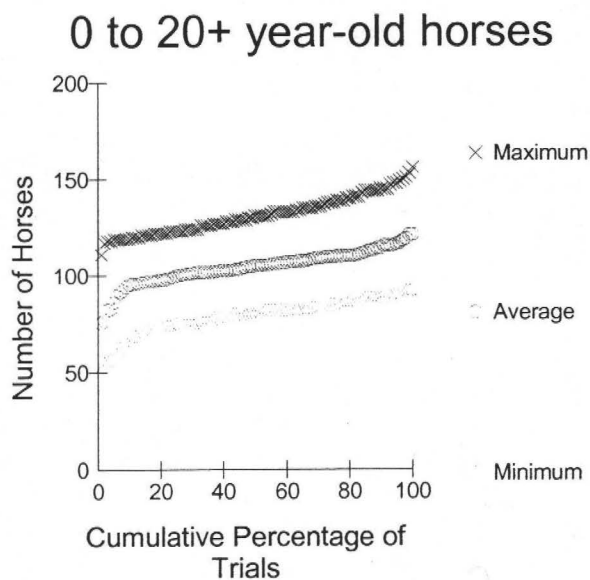 0 to 20+ year-old horses
200
150
100
50
0
Number of Horses
0 20 40 60 80 100
Cumulative Percentage of
Trials
Maximum
Average
Minimum